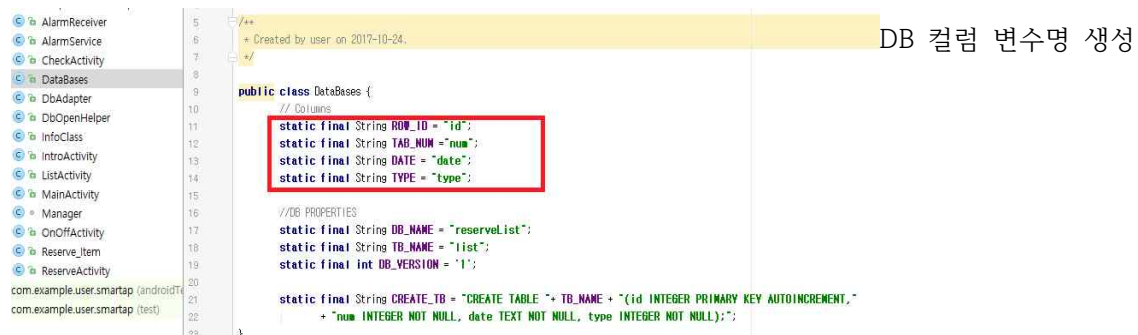 AlarmReceiver
AlarmService
CheckActivity
DataBases
DbAdapter
DbOpenHelper
InfoClass
IntroActivity
ListActivity
MainActivity
Manager
OnOffActivity
Reserve_Item
ReserveActivity
com.example.user.smartap (androidTe
com.example.user.smartap (test)
5 /**
6 * Created by user on 2017-10-24.
7 */
8
9 public class DataBases {
10 // Columns
11 static final String ROW_ID = "id";
12 static final String TAB_NUM ="num";
13 static final String DATE = "date";
14 static final String TYPE = "type";
15
16 //DB PROPERTIES
17 static final String DB_NAME = "reserveList";
18 static final String TB_NAME = "list";
19 static final int DB_VERSION = '1';
20
21 static final String CREATE_TB = "CREATE TABLE "+ TB_NAME + "(id INTEGER PRIMARY KEY AUTOINCREMENT,"
22 + "num INTEGER NOT NULL, date TEXT NOT NULL, type INTEGER NOT NULL);";
23 }
DB 컬럼 변수명 생성